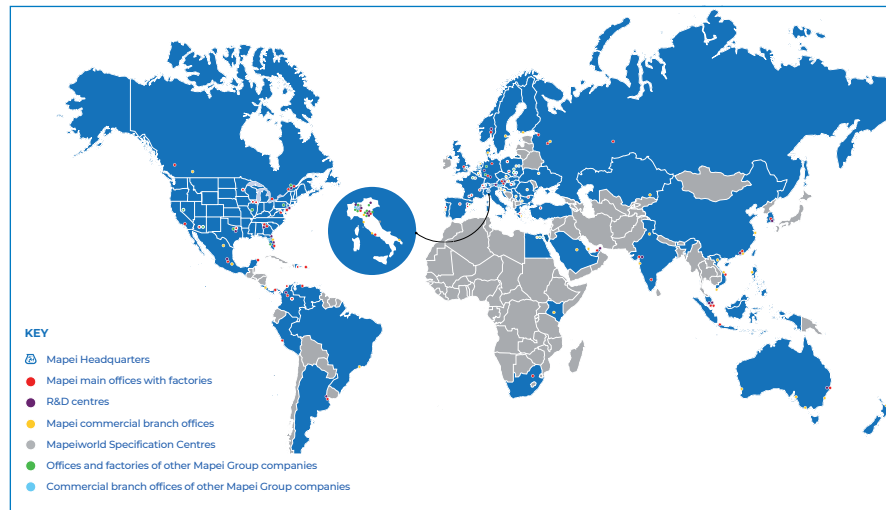 KEY
Mapei Headquarters
Mapei main offices with factories
R&D centres
Mapei commercial branch offices
Mapeiworld Specification Centres
Offices and factories of other Mapei Group companies
Commercial branch offices of other Mapei Group companies